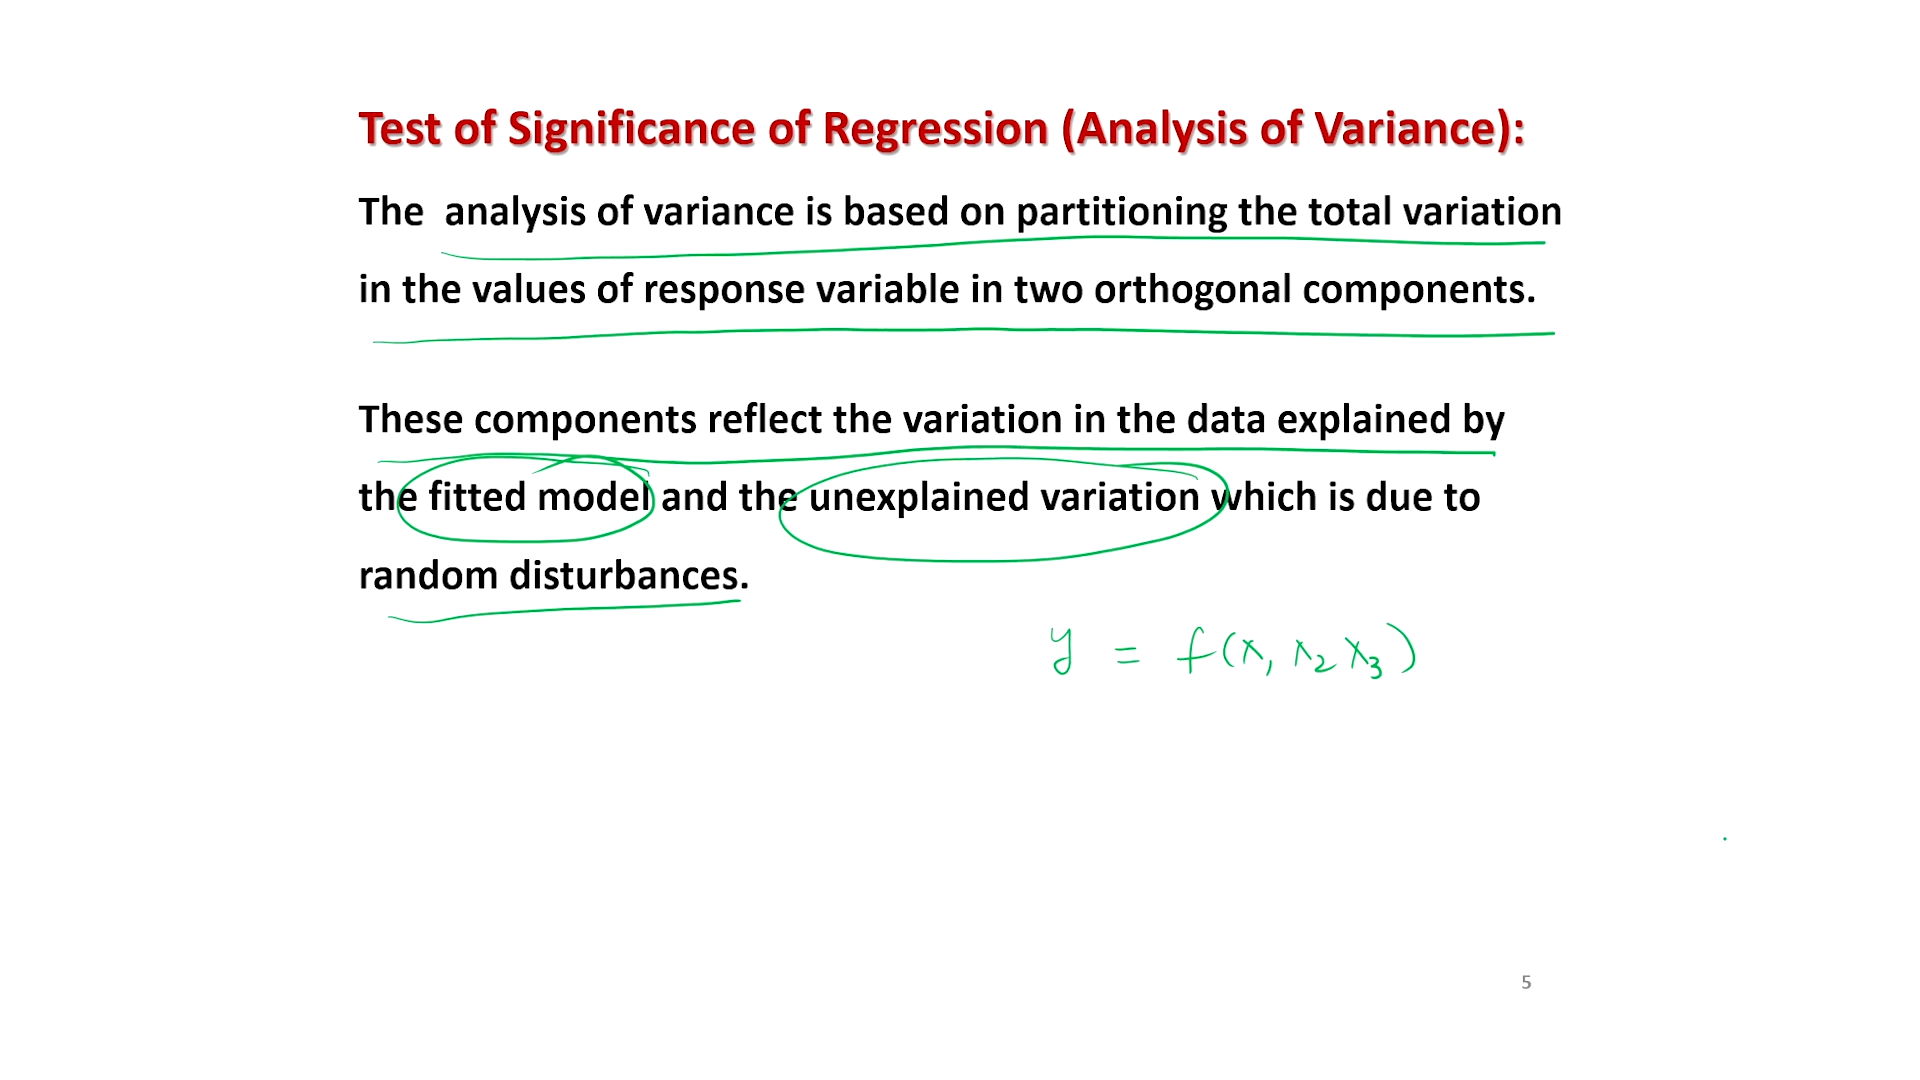 Test of Significance of Regression (Analysis of Variance):
The analysis of variance is based on partitioning the total variation
in the values of response variable in two orthogonal components.
These components reflect the variation in the data explained by
the fitted model and the unexplained variation which is due to
random disturbances.
y = f(x, x2 x3)
5